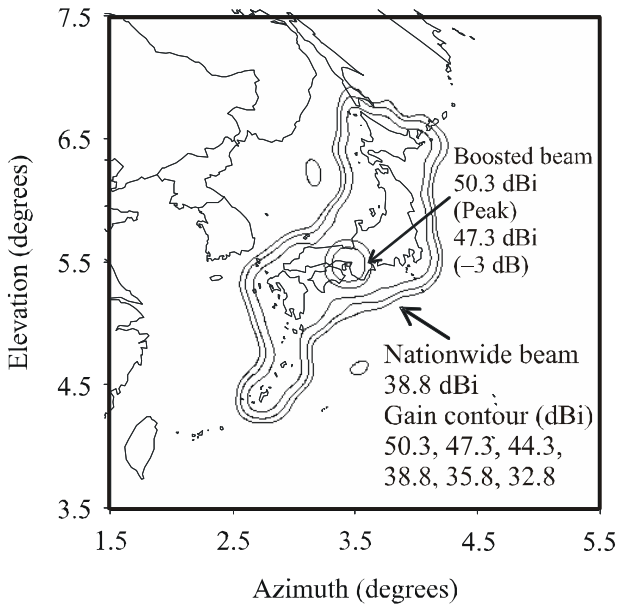 7.5
6.5
5.5
4.5
3.5
1.5
2.5
3.5
4.5
5.5
Elevation (degrees)
Azimuth (degrees)
Boosted beam
50.3 dBi
(Peak)
47.3 dBi
(–3 dB)
Nationwide beam
38.8 dBi
Gain contour (dBi)
50.3, 47.3, 44.3,
38.8, 35.8, 32.8